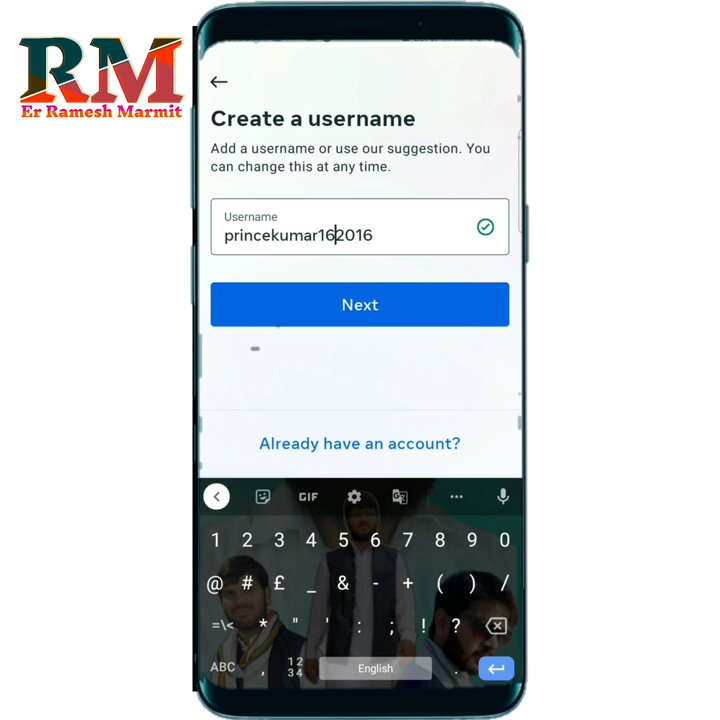 RM
Er Ramesh Marmit
Create a username
Add a username or use our suggestion. You
can change this at any time.
Username
princekumar162016
Next
Already have an account?
GIF
1 2 3 4 5 6 7 8 9 0
@ # £ _ & - + ( ) /
=\< * " ' : ; ! ?
ABC , 12 English .
34